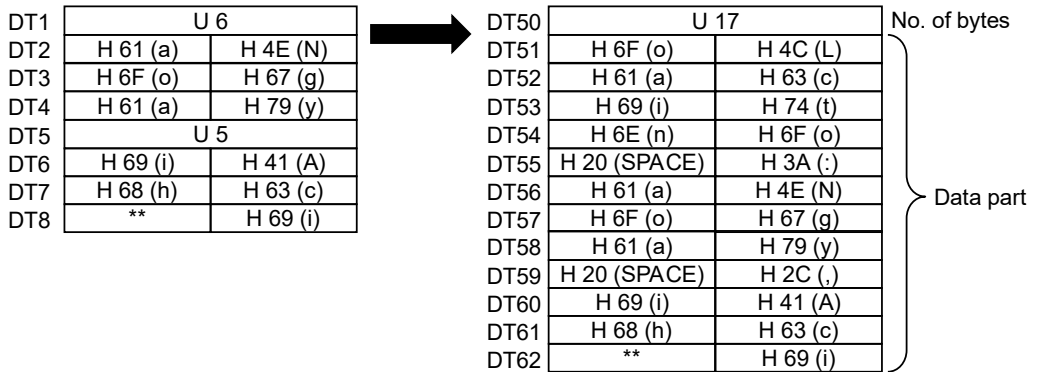 DT1 U 6 DT50 U 17 No. of bytes
DT2 H 61 (a) H 4E (N) DT51 H 6F (o) H 4C (L)
DT3 H 6F (o) H 67 (g) DT52 H 61 (a) H 63 (c)
DT4 H 61 (a) H 79 (y) DT53 H 69 (i) H 74 (t)
DT5 U 5 DT54 H 6E (n) H 6F (o)
DT6 H 69 (i) H 41 (A) DT55 H 20 (SPACE) H 3A (:)
DT7 H 68 (h) H 63 (c) DT56 H 61 (a) H 4E (N) Data part
DT8 ** H 69 (i) DT57 H 6F (o) H 67 (g)
DT58 H 61 (a) H 79 (y)
DT59 H 20 (SPACE) H 2C (,)
DT60 H 69 (i) H 41 (A)
DT61 H 68 (h) H 63 (c)
DT62 ** H 69 (i)